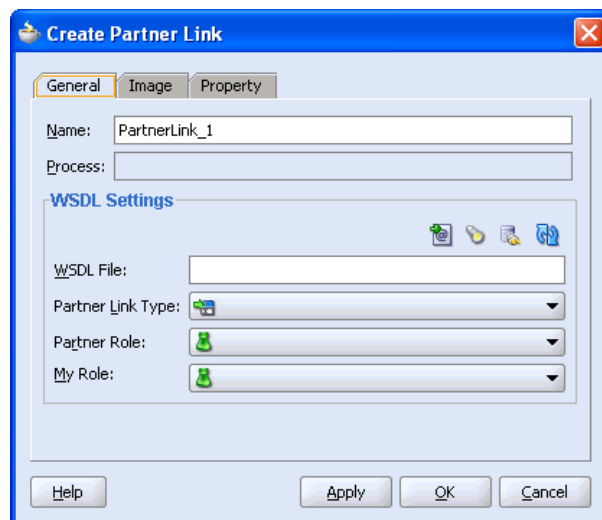 Create Partner Link
General Image Property
Name: PartnerLink_1
Process:
WSDL Settings
WSDL File:
Partner Link Type:
Partner Role:
My Role:
Help Apply OK Cancel